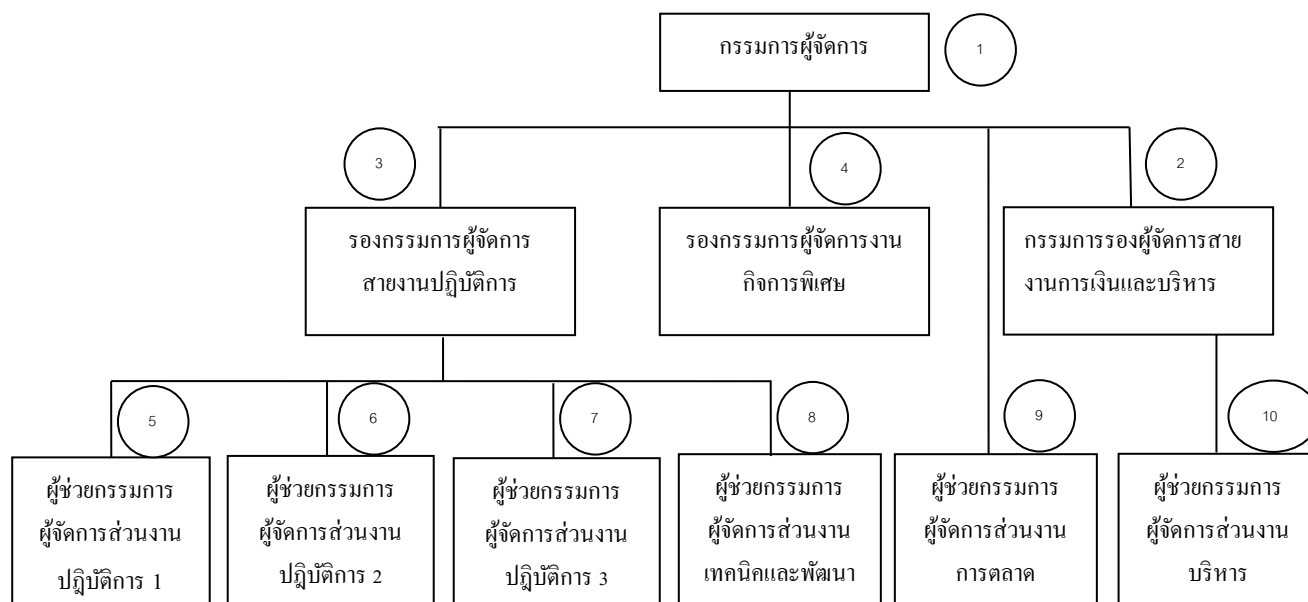 กรรมการผู้จัดการ
1
3
4
2
รองกรรมการผู้จัดการ
สายงานปฏิบัติการ
รองกรรมการผู้จัดการงาน
กิจการพิเศษ
กรรมการรองผู้จัดการสาย
งานการเงินและบริหาร
5
6
7
8
9
10
ผู้ช่วยกรรมการ
ผู้จัดการส่วนงาน
ปฎิบัติการ 1
ผู้ช่วยกรรมการ
ผู้จัดการส่วนงาน
ปฎิบัติการ 2
ผู้ช่วยกรรมการ
ผู้จัดการส่วนงาน
ปฎิบัติการ 3
ผู้ช่วยกรรมการ
ผู้จัดการส่วนงาน
เทคนิคและพัฒนา
ผู้ช่วยกรรมการ
ผู้จัดการส่วนงาน
การตลาด
ผู้ช่วยกรรมการ
ผู้จัดการส่วนงาน
บริหาร